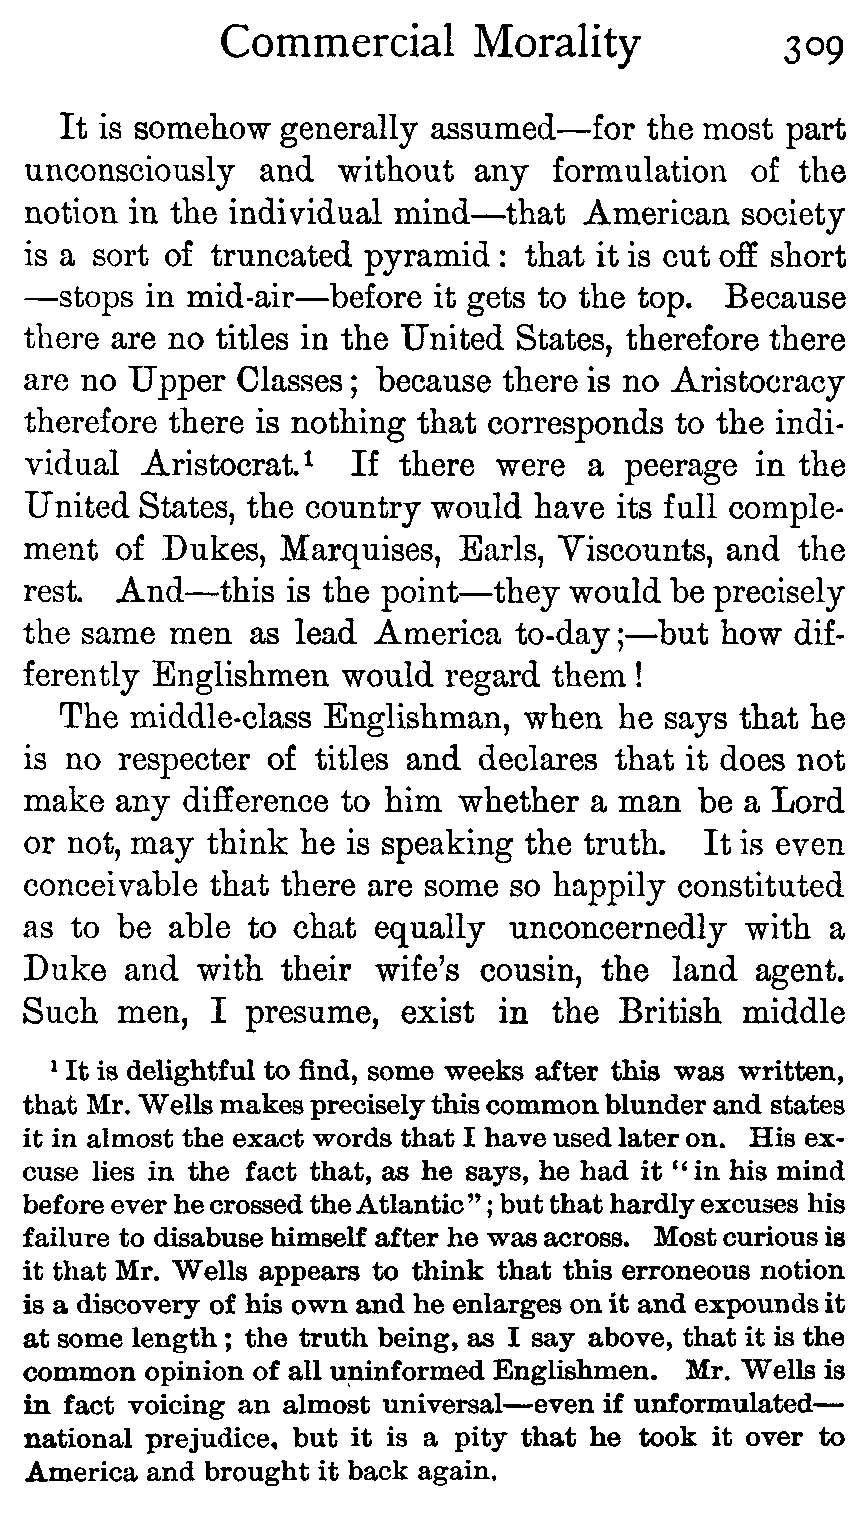 Commercial Morality 309
It is somehow generally assumed—for the most part
unconsciously and without any formulation of the
notion in the individual mind—that American society
is a sort of truncated pyramid: that it is cut off short
—stops in mid-air—before it gets to the top. Because
there are no titles in the United States, therefore there
are no Upper Classes; because there is no Aristocracy
therefore there is nothing that corresponds to the indi-
vidual Aristocrat.¹ If there were a peerage in the
United States, the country would have its full comple-
ment of Dukes, Marquises, Earls, Viscounts, and the
rest. And—this is the point—they would be precisely
the same men as lead America to-day;—but how dif-
ferently Englishmen would regard them!
The middle-class Englishman, when he says that he
is no respecter of titles and declares that it does not
make any difference to him whether a man be a Lord
or not, may think he is speaking the truth. It is even
conceivable that there are some so happily constituted
as to be able to chat equally unconcernedly with a
Duke and with their wife's cousin, the land agent.
Such men, I presume, exist in the British middle
¹ It is delightful to find, some weeks after this was written,
that Mr. Wells makes precisely this common blunder and states
it in almost the exact words that I have used later on. His ex-
cuse lies in the fact that, as he says, he had it "in his mind
before ever he crossed the Atlantic"; but that hardly excuses his
failure to disabuse himself after he was across. Most curious is
it that Mr. Wells appears to think that this erroneous notion
is a discovery of his own and he enlarges on it and expounds it
at some length; the truth being, as I say above, that it is the
common opinion of all uninformed Englishmen. Mr. Wells is
in fact voicing an almost universal—even if unformulated—
national prejudice, but it is a pity that he took it over to
America and brought it back again.